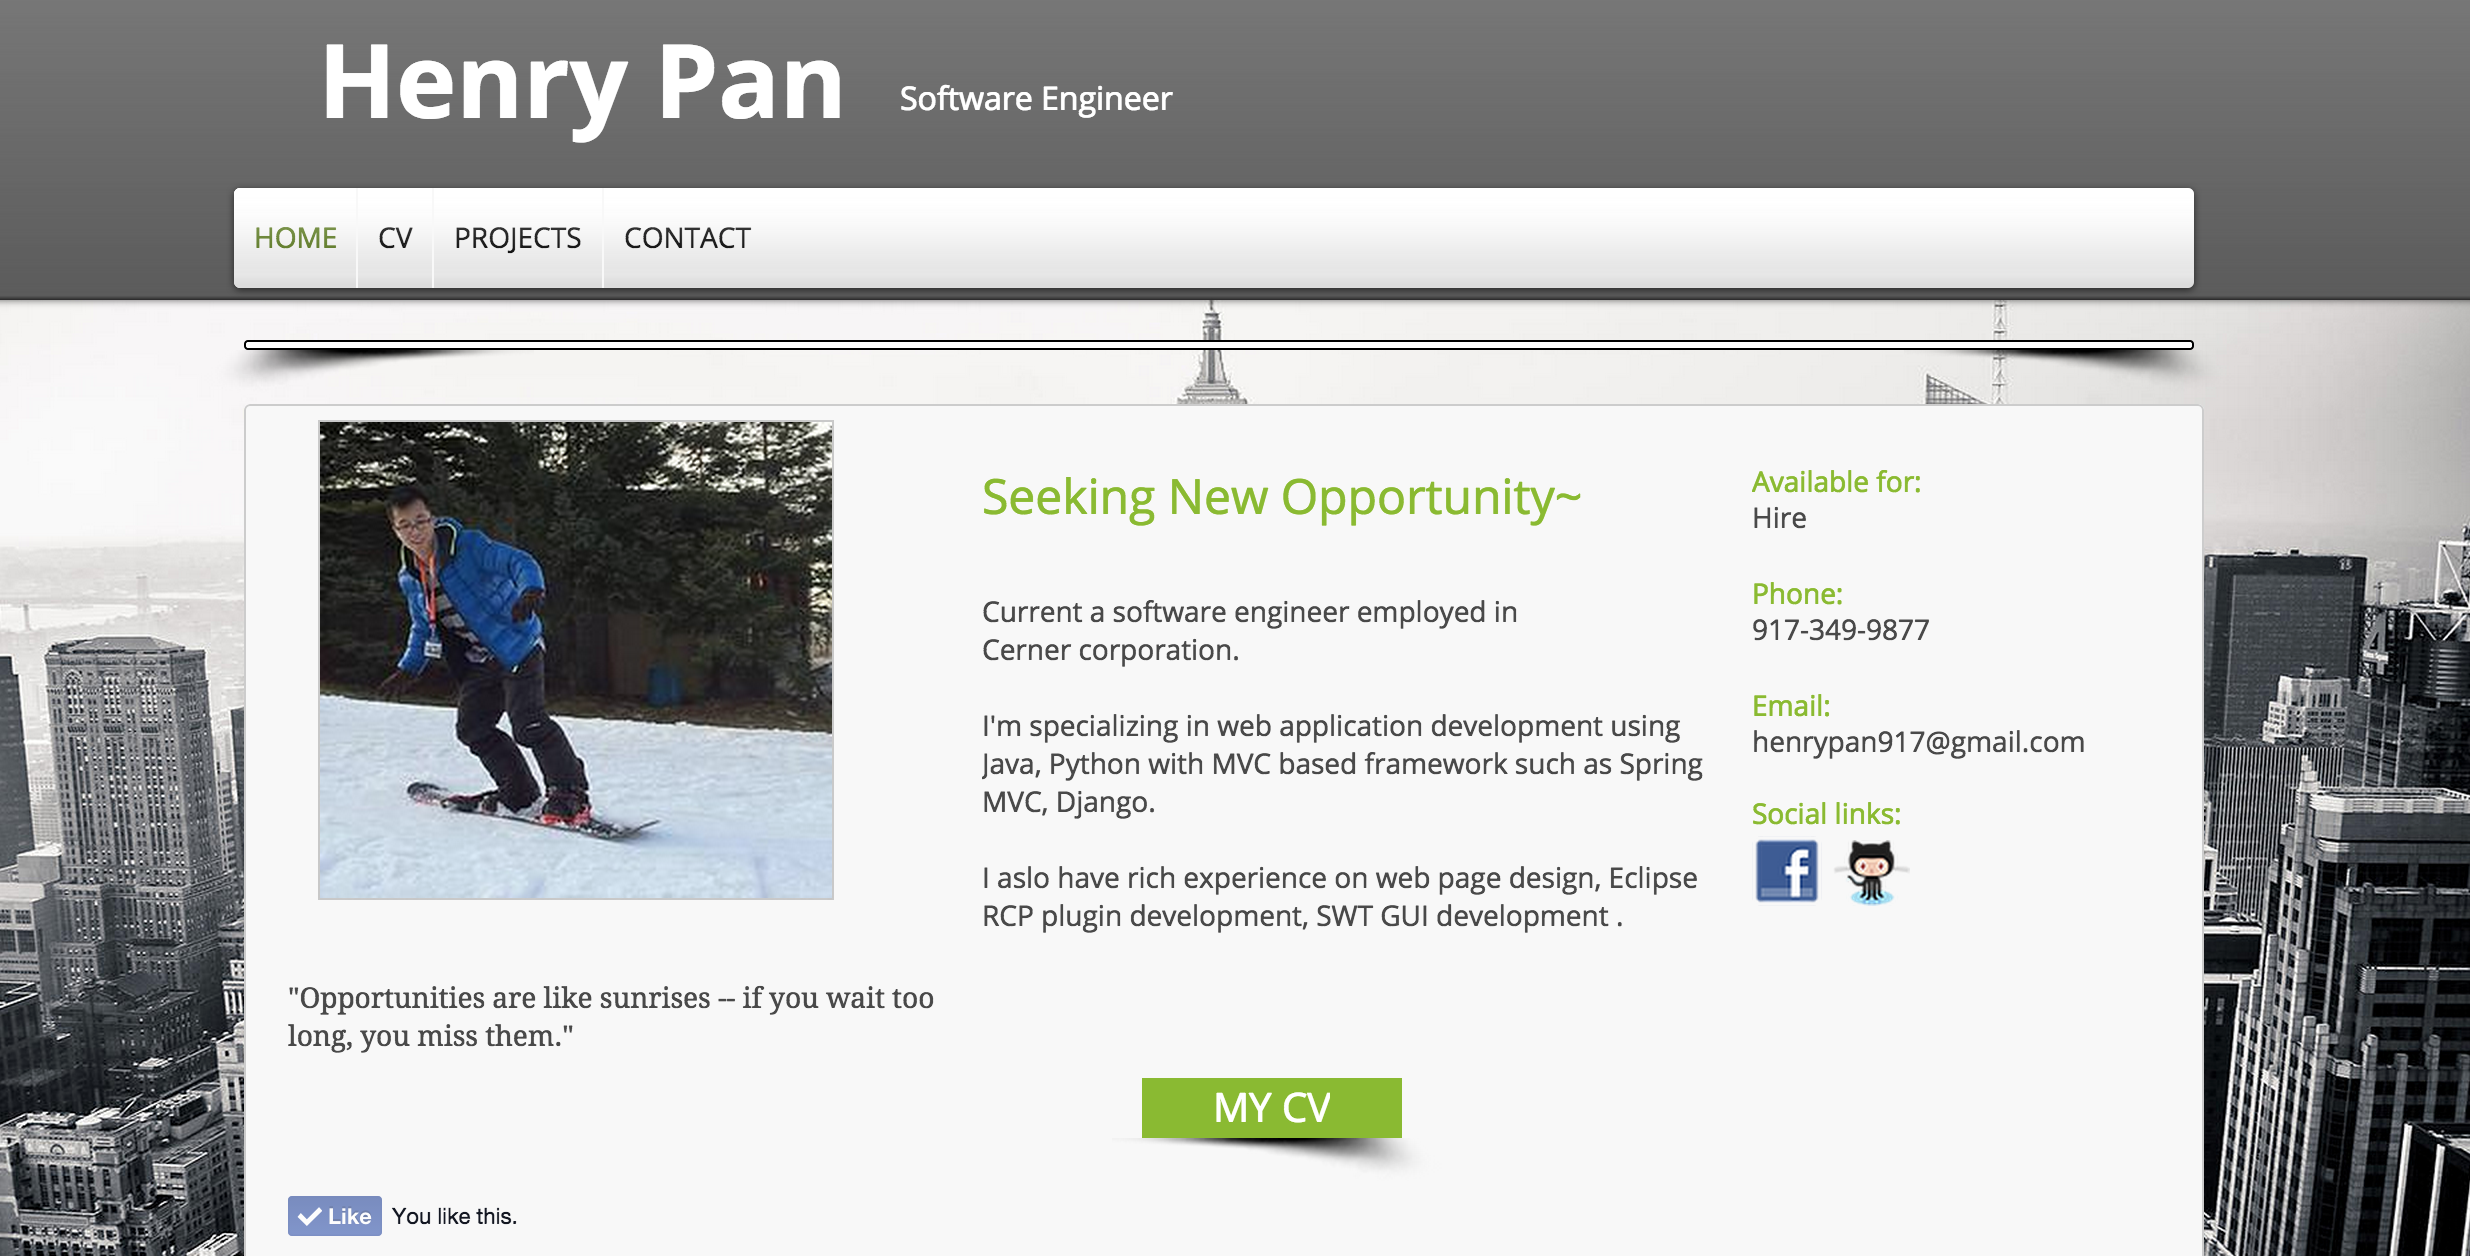 Henry Pan
Software Engineer
HOME CV PROJECTS CONTACT
"Opportunities are like sunrises -- if you wait too
long, you miss them."
Like You like this.
Seeking New Opportunity~
Current a software engineer employed in
Cerner corporation.
I'm specializing in web application development using
Java, Python with MVC based framework such as Spring
MVC, Django.
I aslo have rich experience on web page design, Eclipse
RCP plugin development, SWT GUI development .
MY CV
Available for:
Hire
Phone:
917-349-9877
Email:
henrypan917@gmail.com
Social links:
f
4